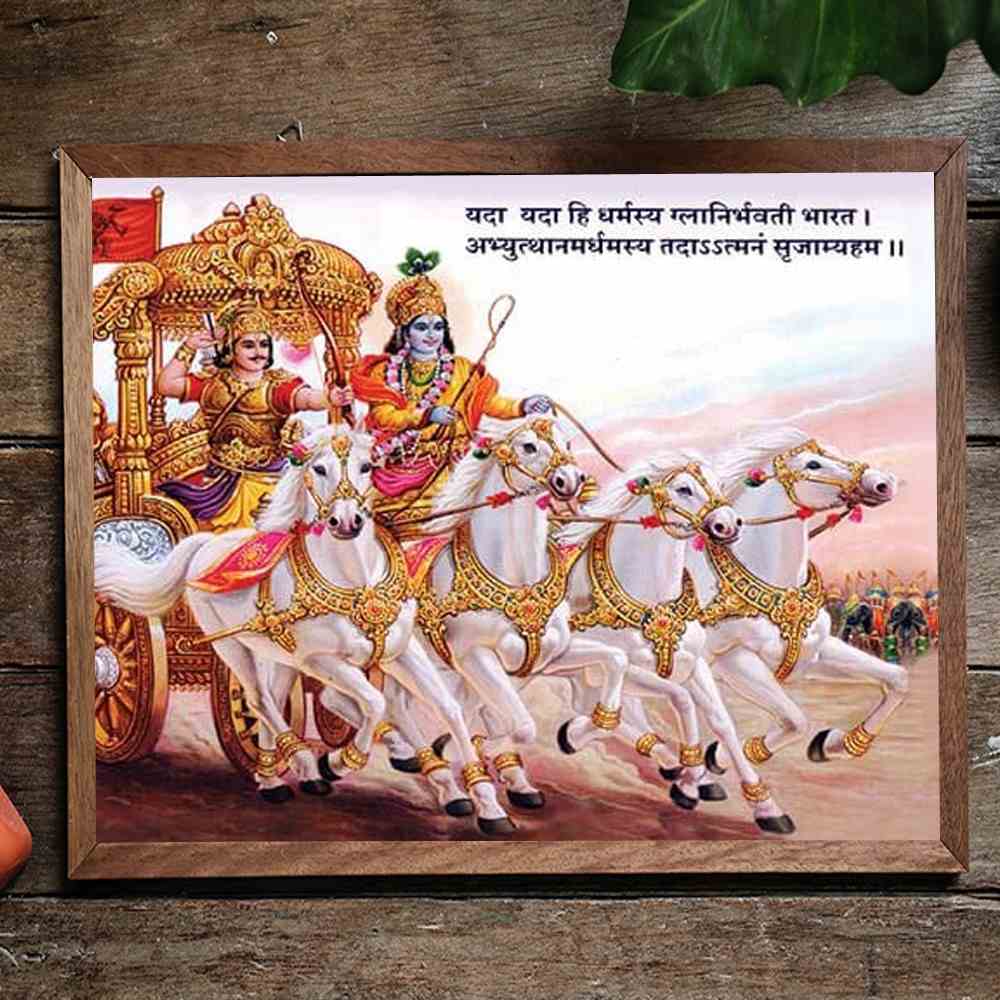 यदा यदा हि धर्मस्य ग्लानिर्भवती भारत ।
अभ्युत्थानमर्धमस्य तदाऽऽत्मनं सृजाम्यहम ॥